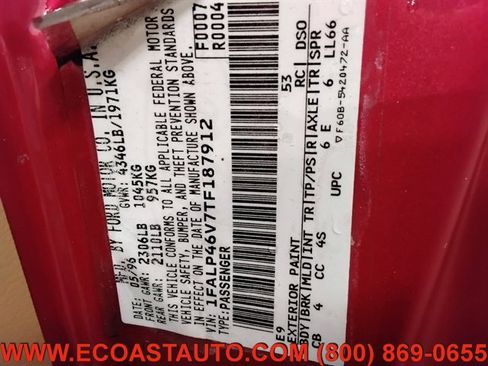 MFD. BY FORD MOTOR CO. IN U.S.A.
DATE: 05/96 GVWR: 4346LB/1971KG
FRONT GAWR: 2306LB 1045KG
REAR GAWR: 2110LB 957KG
THIS VEHICLE CONFORMS TO ALL APPLICABLE FEDERAL MOTOR
VEHICLE SAFETY, BUMPER, AND THEFT PREVENTION STANDARDS
IN EFFECT ON THE DATE OF MANUFACTURE SHOWN ABOVE.
VIN: 1FALP46V7TF187912
TYPE: PASSENGER
F0007
R0004
E9 53
EXTERIOR PAINT RC DSO
BDY BRK MLD INT TR TP/PS R AXLE TR SPR
CB 4 CC 4S 6 E 6 LL66
UPC F60B-5420472-AA
WWW.ECOASTAUTO.COM (800) 869-0655